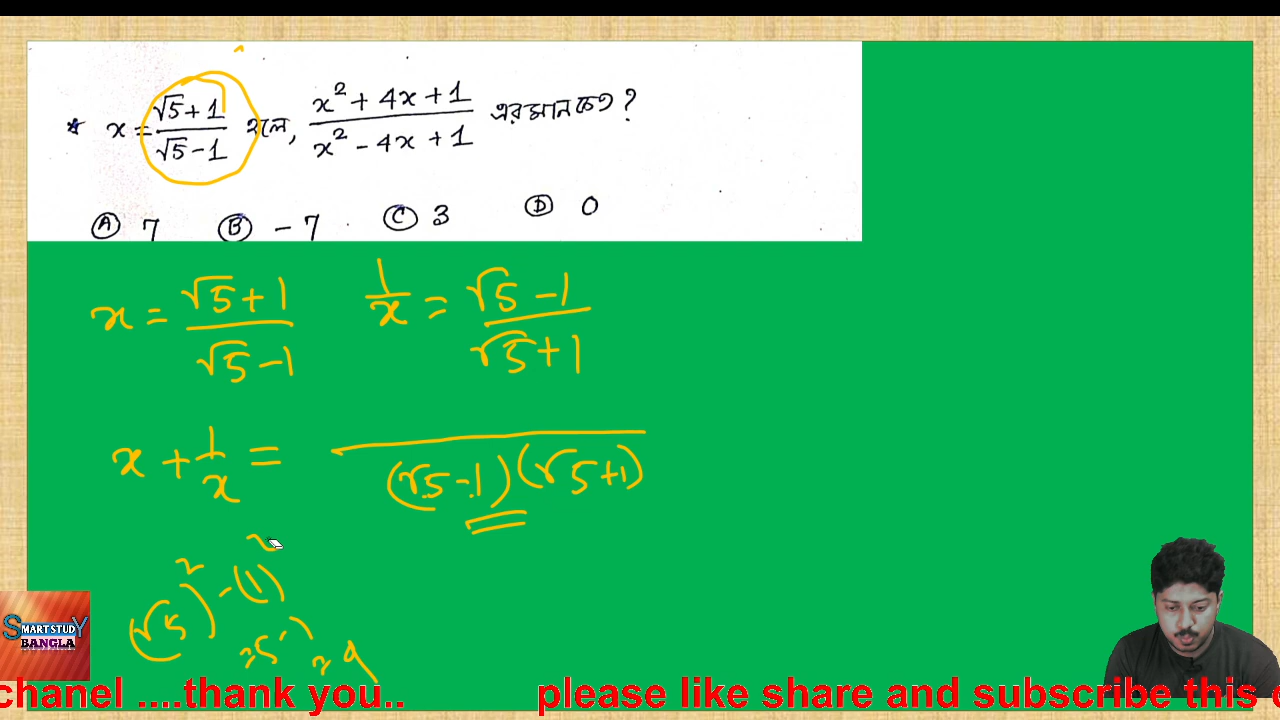 * x = (√5 + 1)/(√5 - 1) হলে, (x² + 4x + 1)/(x² - 4x + 1) এর মান কত ?
Ⓐ 7 Ⓑ - 7 Ⓒ 3 Ⓓ 0
x = (√5 + 1)/(√5 - 1) 1/x = (√5 - 1)/(√5 + 1)
x + 1/x = /(√5 - 1)(√5 + 1)
(√5)² - (1)²
SMART STUDY
BANGLA
chanel ....thank you.. please like share and subscribe this c